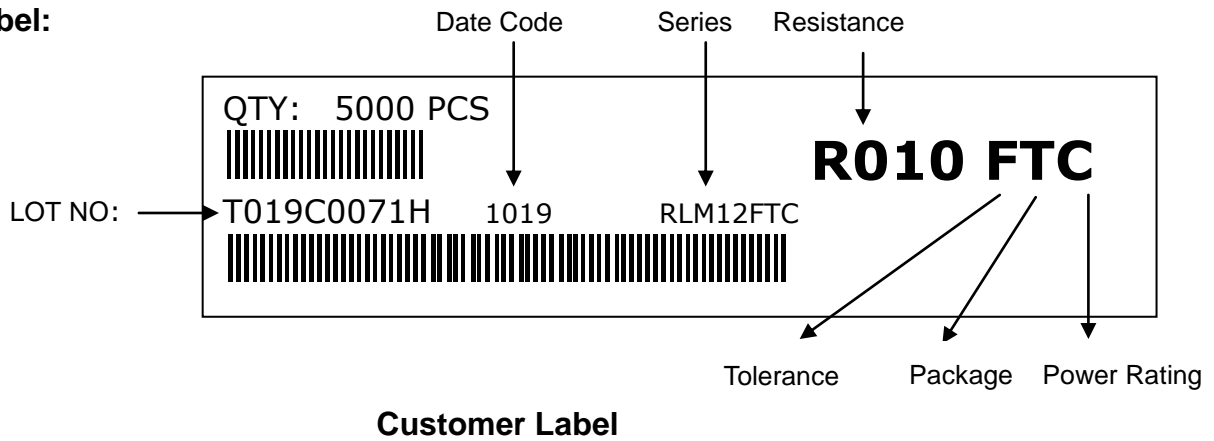 bel:
Date Code Series Resistance
QTY: 5000 PCS
R010 FTC
LOT NO: T019C0071H 1019 RLM12FTC
Tolerance Package Power Rating
Customer Label